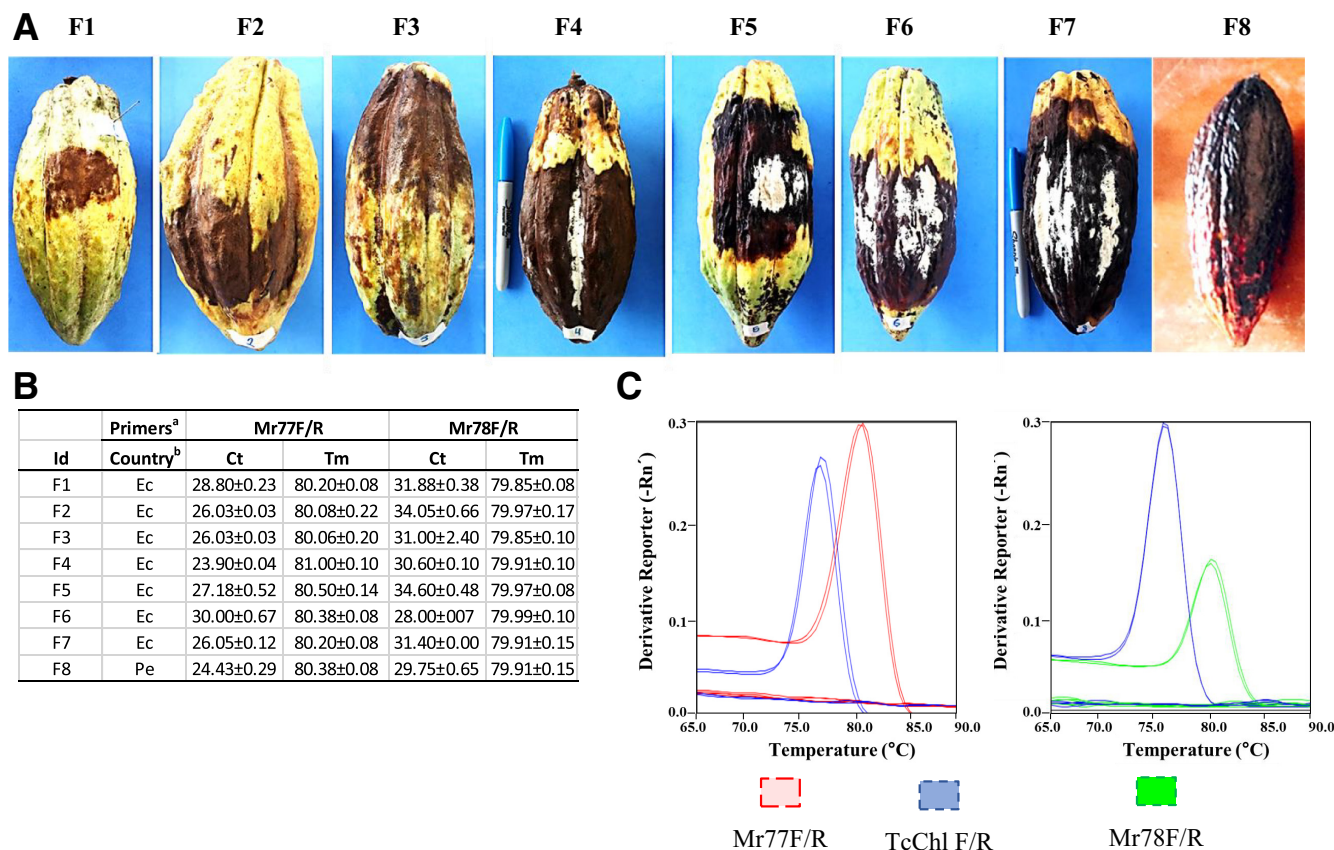 A
F1 F2 F3 F4 F5 F6 F7 F8
2
4
6
B
Primersa Mr77F/R Mr78F/R
Id Countryb Ct Tm Ct Tm
F1 Ec 28.80±0.23 80.20±0.08 31.88±0.38 79.85±0.08
F2 Ec 26.03±0.03 80.08±0.22 34.05±0.66 79.97±0.17
F3 Ec 26.03±0.03 80.06±0.20 31.00±2.40 79.85±0.10
F4 Ec 23.90±0.04 81.00±0.10 30.60±0.10 79.91±0.10
F5 Ec 27.18±0.52 80.50±0.14 34.60±0.48 79.97±0.08
F6 Ec 30.00±0.67 80.38±0.08 28.00±007 79.99±0.10
F7 Ec 26.05±0.12 80.20±0.08 31.40±0.00 79.91±0.15
F8 Pe 24.43±0.29 80.38±0.08 29.75±0.65 79.91±0.15
C
Derivative Reporter (-Rn´)
0.3
0.2
0.1
0.0
65.0 70.0 75.0 80.0 85.0 90.0
Temperature (°C)
Derivative Reporter (-Rn´)
0.3
0.2
0.1
0.0
65.0 70.0 75.0 80.0 85.0 90.0
Temperature (°C)
Mr77F/R TcChl F/R Mr78F/R